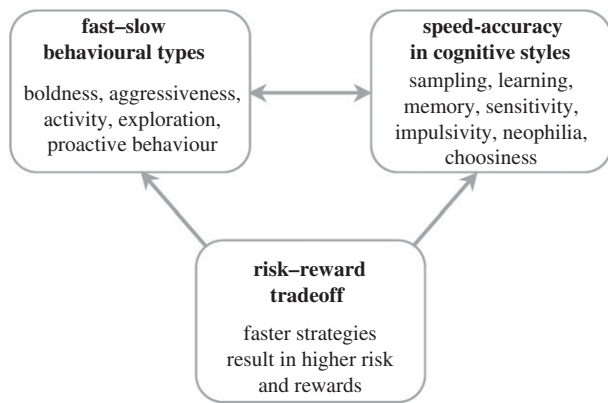 fast–slow
behavioural types
boldness, aggressiveness,
activity, exploration,
proactive behaviour
speed-accuracy
in cognitive styles
sampling, learning,
memory, sensitivity,
impulsivity, neophilia,
choosiness
risk–reward
tradeoff
faster strategies
result in higher risk
and rewards